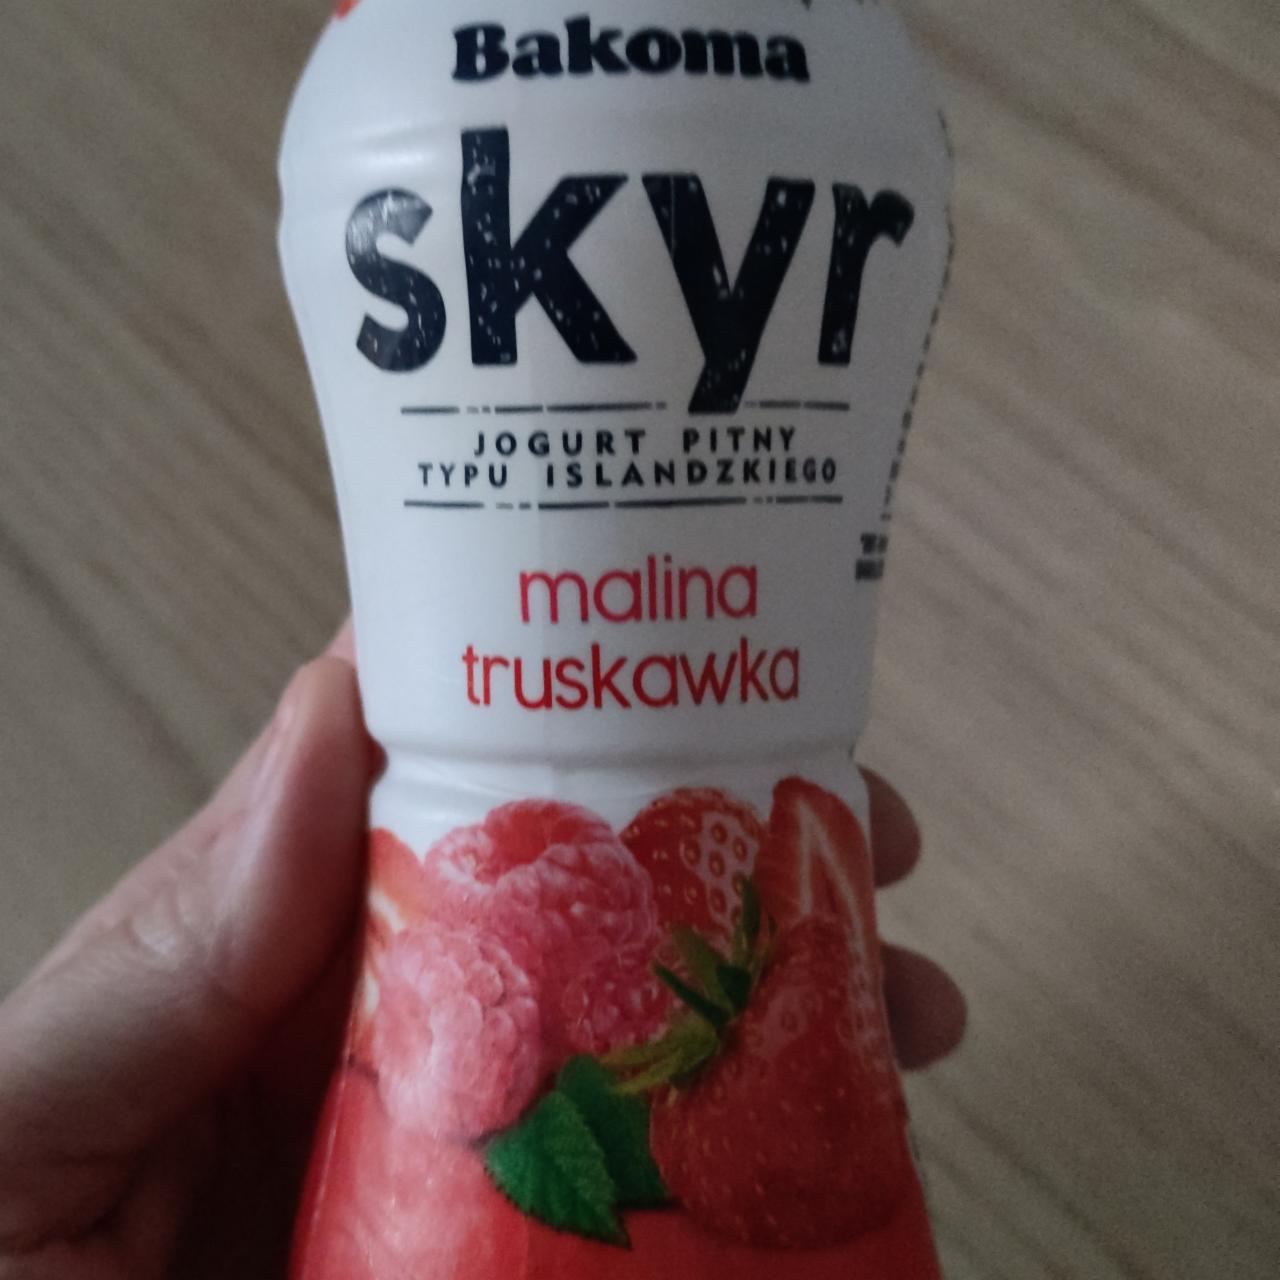 Bakoma
skyr
JOGURT PITNY
TYPU ISLANDZKIEGO
malina
truskawka